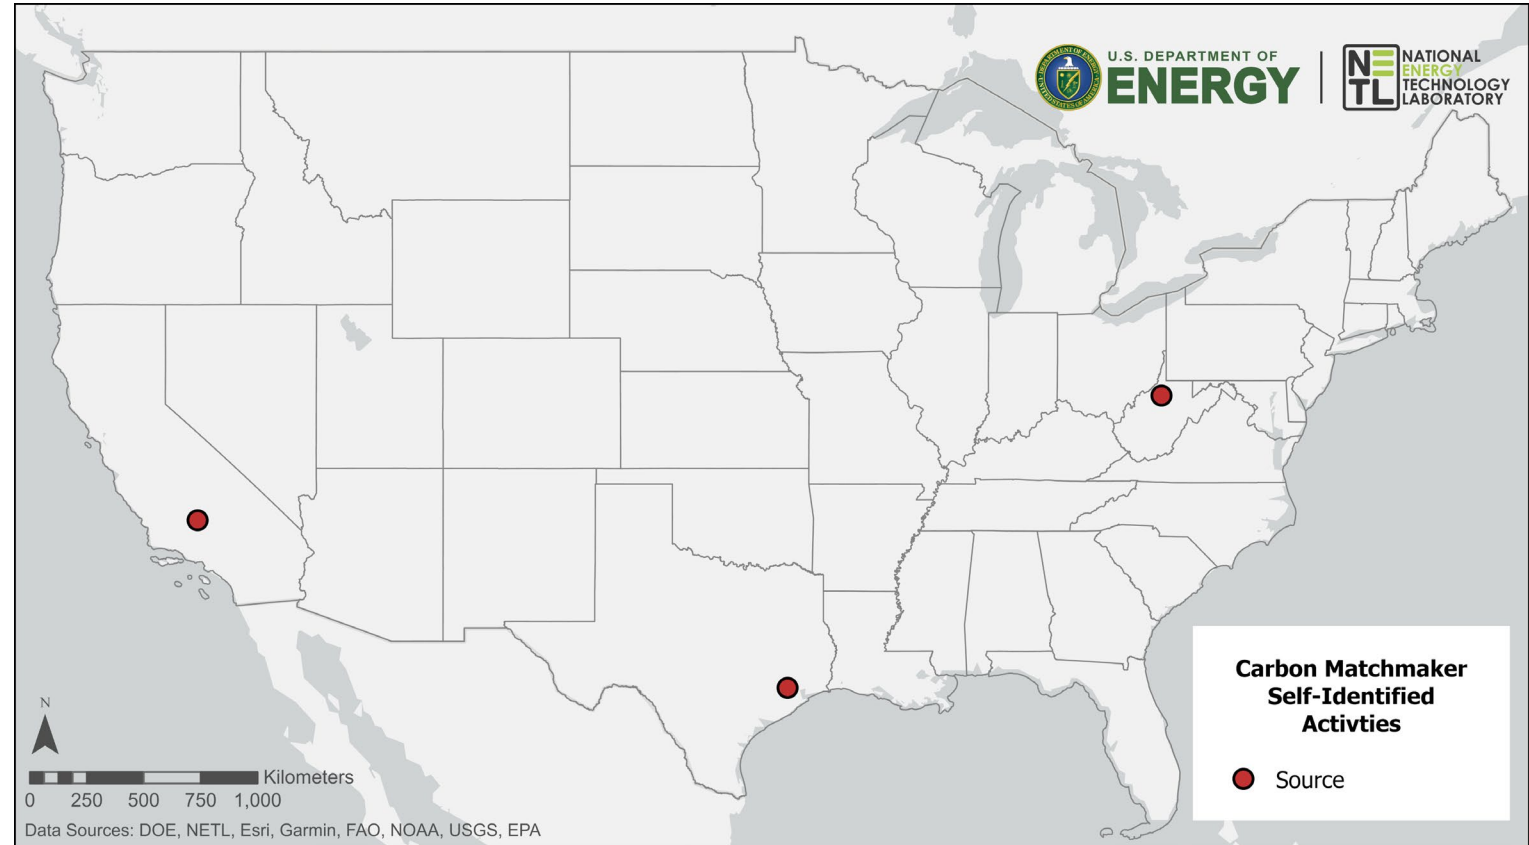 U.S. DEPARTMENT OF
ENERGY
NETL
NATIONAL
ENERGY
TECHNOLOGY
LABORATORY
Carbon Matchmaker
Self-Identified
Activties
Source
N
Kilometers
0 250 500 750 1,000
Data Sources: DOE, NETL, Esri, Garmin, FAO, NOAA, USGS, EPA